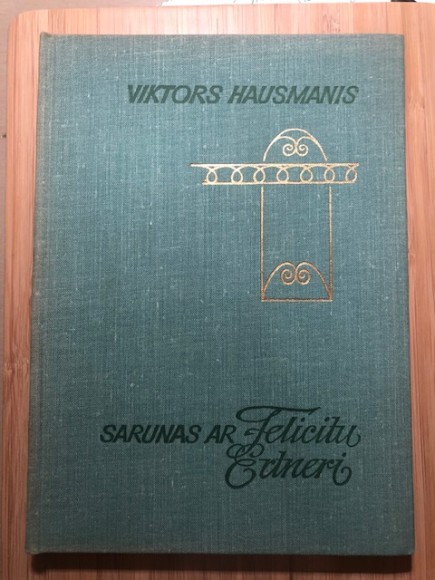 VIKTORS HAUSMANIS
SARUNAS AR Felicitu
Ertneri